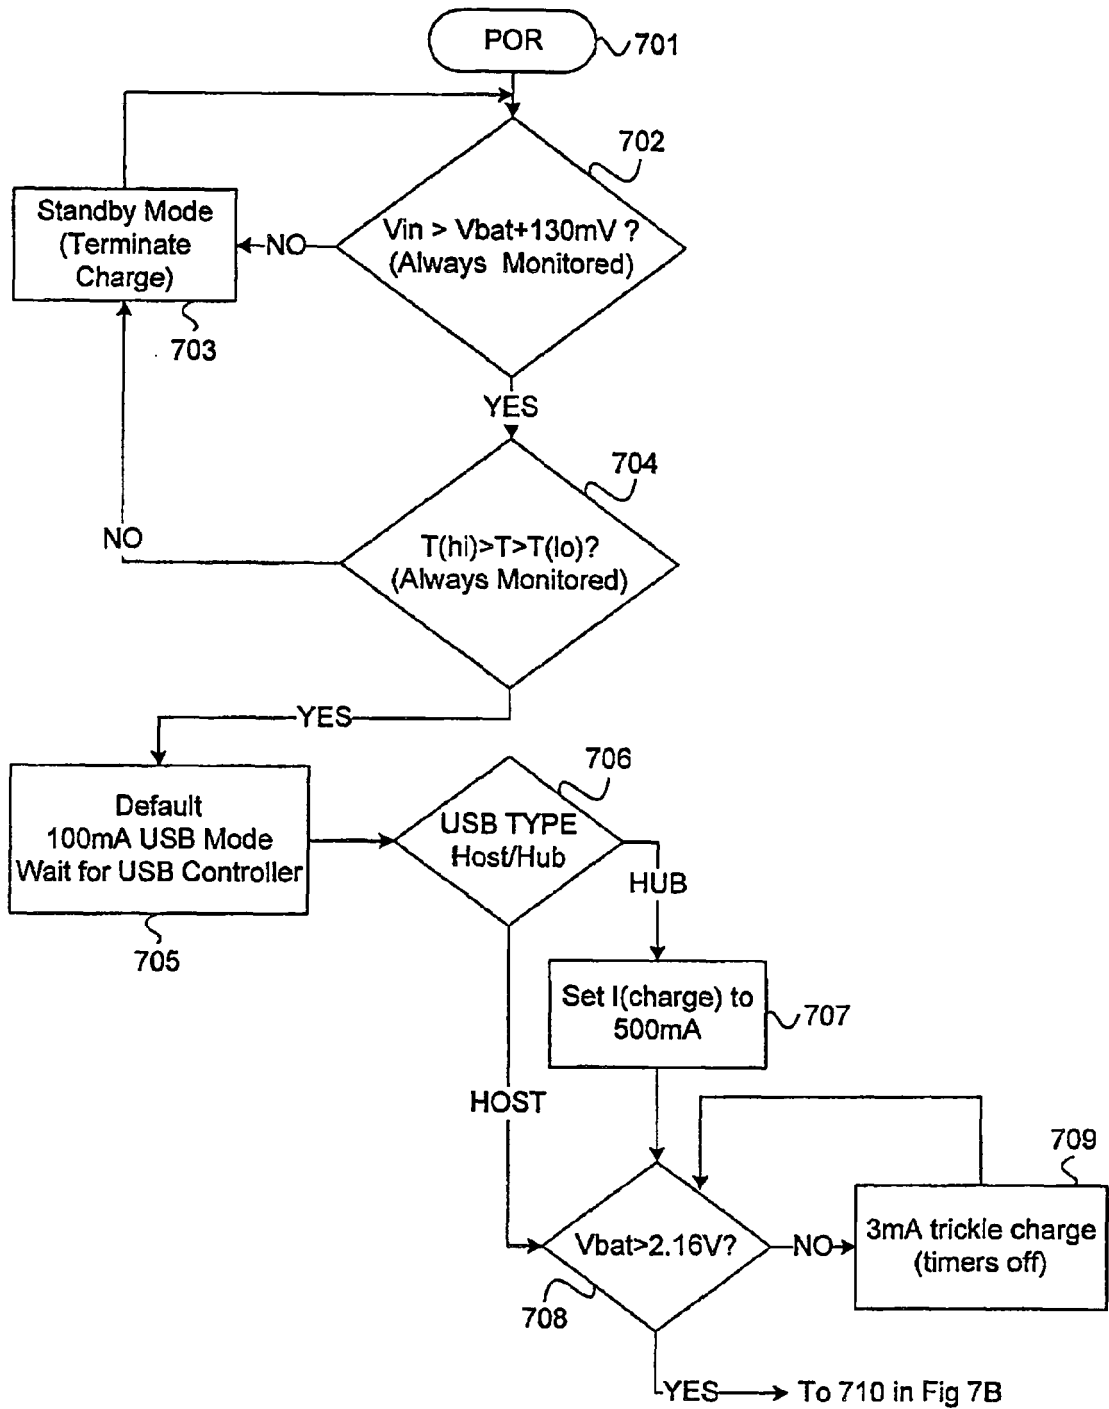 POR
701
702
Vin > Vbat+130mV ?
(Always Monitored)
NO
Standby Mode
(Terminate
Charge)
703
YES
704
T(hi)>T>T(lo)?
(Always Monitored)
NO
YES
706
Default
100mA USB Mode
Wait for USB Controller
705
USB TYPE
Host/Hub
HUB
Set I(charge) to
500mA
707
HOST
709
Vbat>2.16V?
NO
3mA trickle charge
(timers off)
708
YES
To 710 in Fig 7B